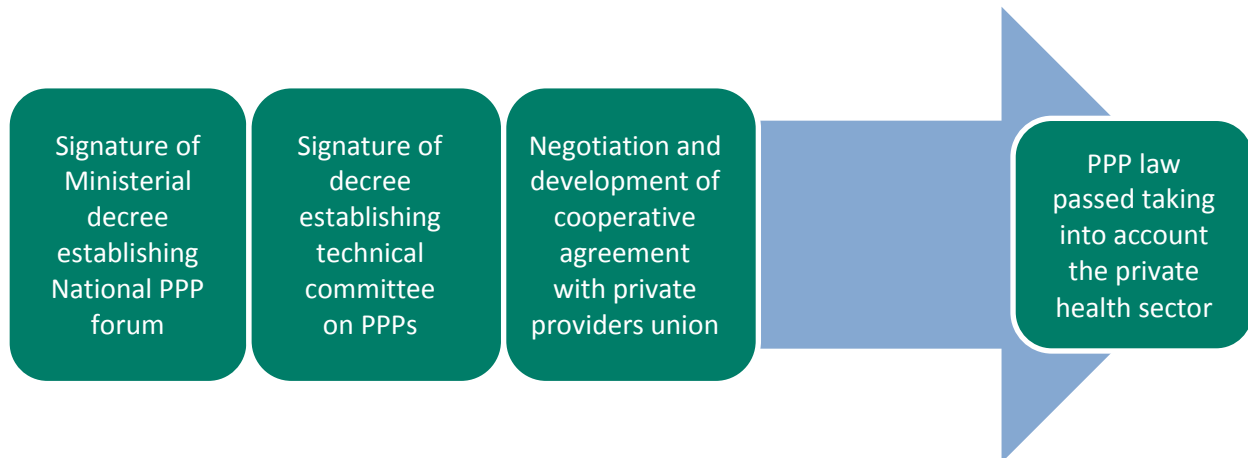 Signature of
Ministerial
decree
establishing
National PPP
forum
Signature of
decree
establishing
technical
committee
on PPPs
Negotiation and
development of
cooperative
agreement
with private
providers union
PPP law
passed taking
into account
the private
health sector